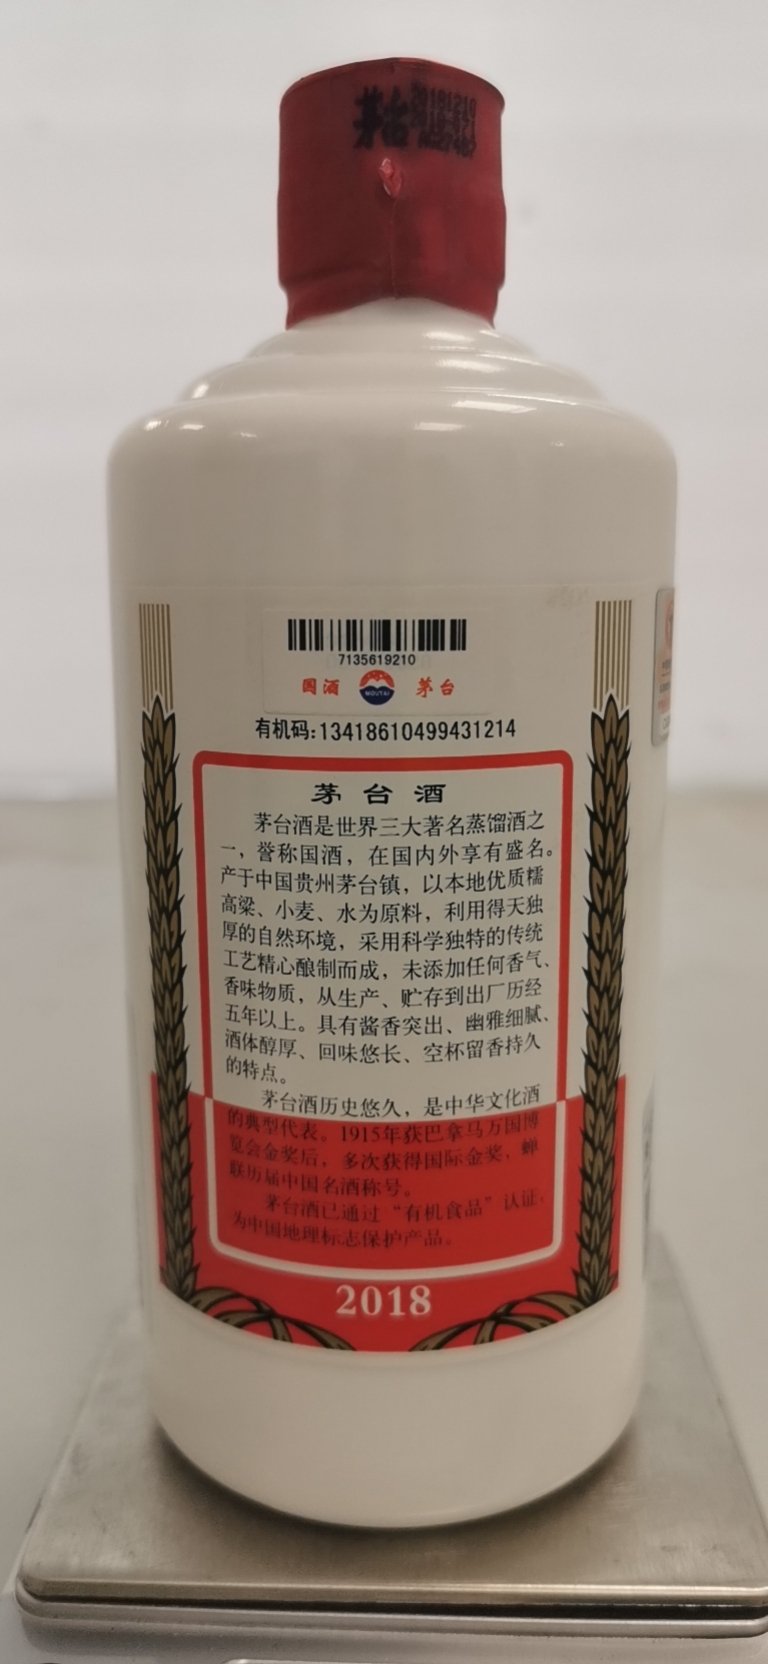 茅台
7135619210
国酒 MOUTAI 茅台
有机码:13418610499431214
茅台酒
茅台酒是世界三大著名蒸馏酒之
一，誉称国酒，在国内外享有盛名。
产于中国贵州茅台镇，以本地优质糯
高粱、小麦、水为原料，利用得天独
厚的自然环境，采用科学独特的传统
工艺精心酿制而成，未添加任何香气、
香味物质，从生产、贮存到出厂历经
五年以上。具有酱香突出、幽雅细腻、
酒体醇厚、回味悠长、空杯留香持久
的特点。
茅台酒历史悠久，是中华文化酒
的典型代表。1915年获巴拿马万国博
览会金奖后，多次获得国际金奖，蝉
联历届中国名酒称号。
茅台酒已通过“有机食品”认证，
为中国地理标志保护产品。
2018